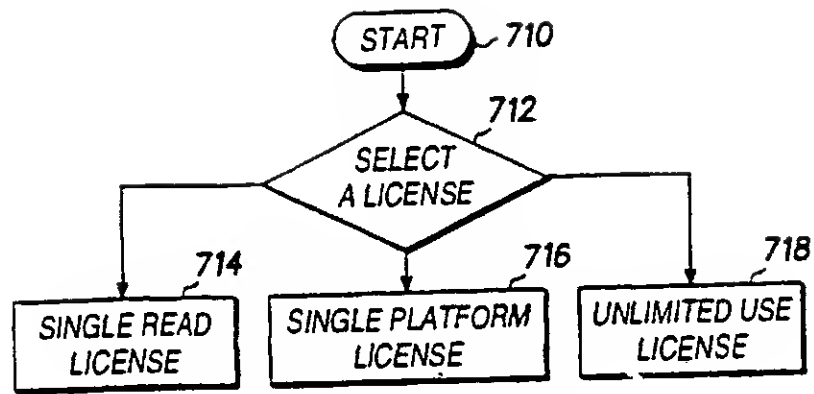 START
710
712
SELECT
A LICENSE
714
716
718
SINGLE READ
LICENSE
SINGLE PLATFORM
LICENSE
UNLIMITED USE
LICENSE